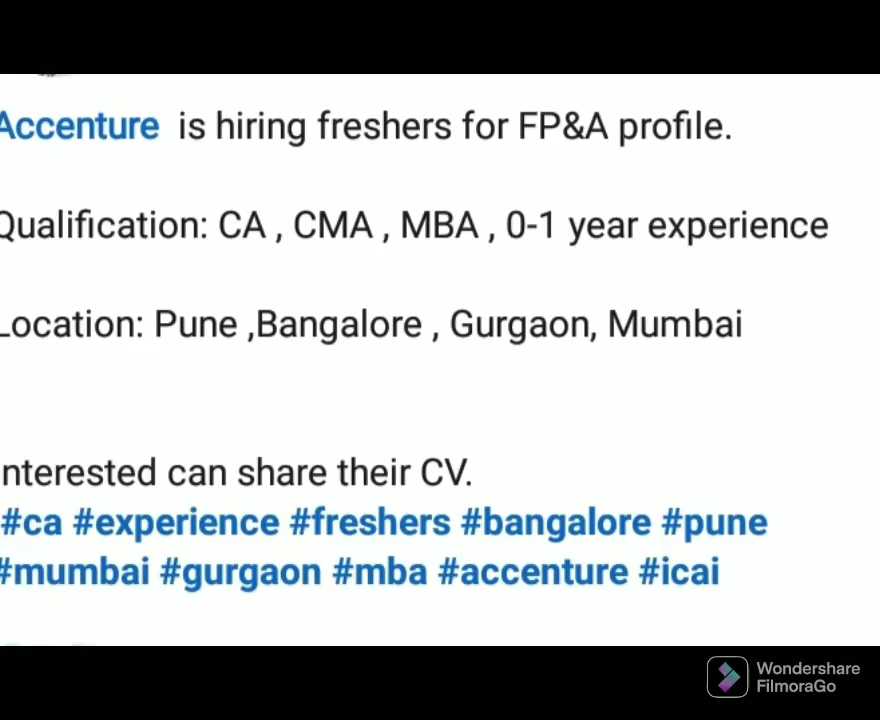 Accenture is hiring freshers for FP&A profile.
Qualification: CA , CMA , MBA , 0-1 year experience
Location: Pune ,Bangalore , Gurgaon, Mumbai
nterested can share their CV.
#ca #experience #freshers #bangalore #pune
#mumbai #gurgaon #mba #accenture #icai
Wondershare
FilmoraGo